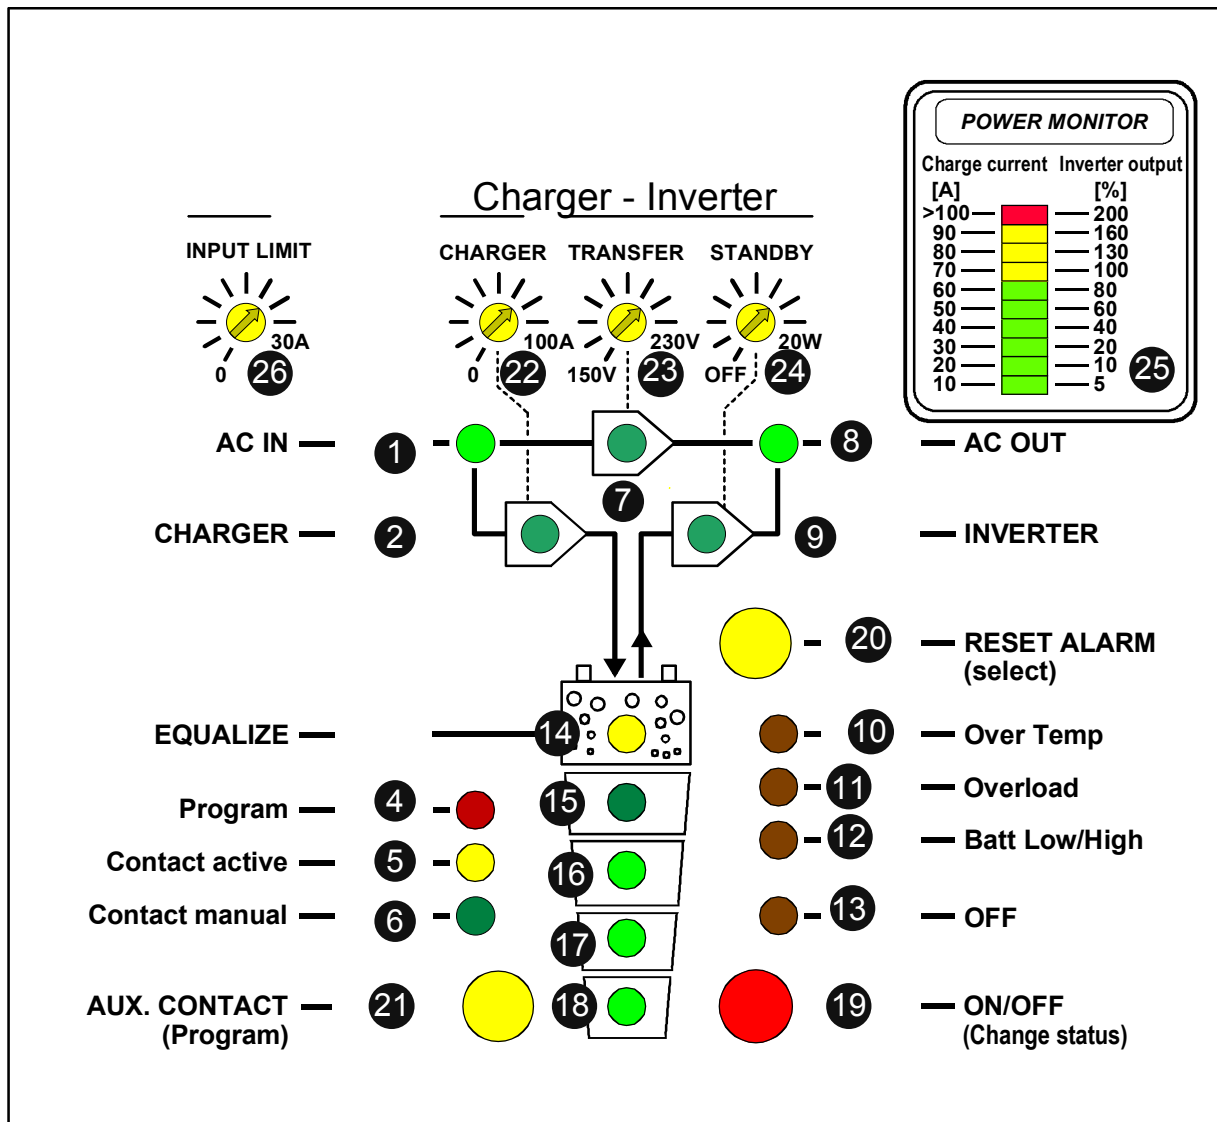 POWER MONITOR
Charge current Inverter output
[A] [%]
>100 200
90 160
80 130
70 100
60 80
50 60
40 40
30 20
20 10
10 5
25
Charger - Inverter
INPUT LIMIT CHARGER TRANSFER STANDBY
30A 100A 230V 20W
0 26 0 22 150V 23 OFF 24
AC IN 1 8 AC OUT
7
CHARGER 2 9 INVERTER
20 RESET ALARM
(select)
EQUALIZE 14 10 Over Temp
Program 4 15 11 Overload
Contact active 5 16 12 Batt Low/High
Contact manual 6 17 13 OFF
AUX. CONTACT 21 18 19 ON/OFF
(Program) (Change status)